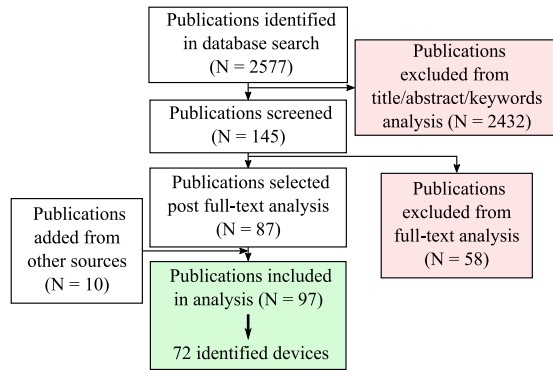 Publications identified
in database search
(N = 2577)
Publications
excluded from
title/abstract/keywords
analysis (N = 2432)
Publications screened
(N = 145)
Publications selected
post full-text analysis
(N = 87)
Publications
excluded from
full-text analysis
(N = 58)
Publications
added from
other sources
(N = 10)
Publications included
in analysis (N = 97)
72 identified devices